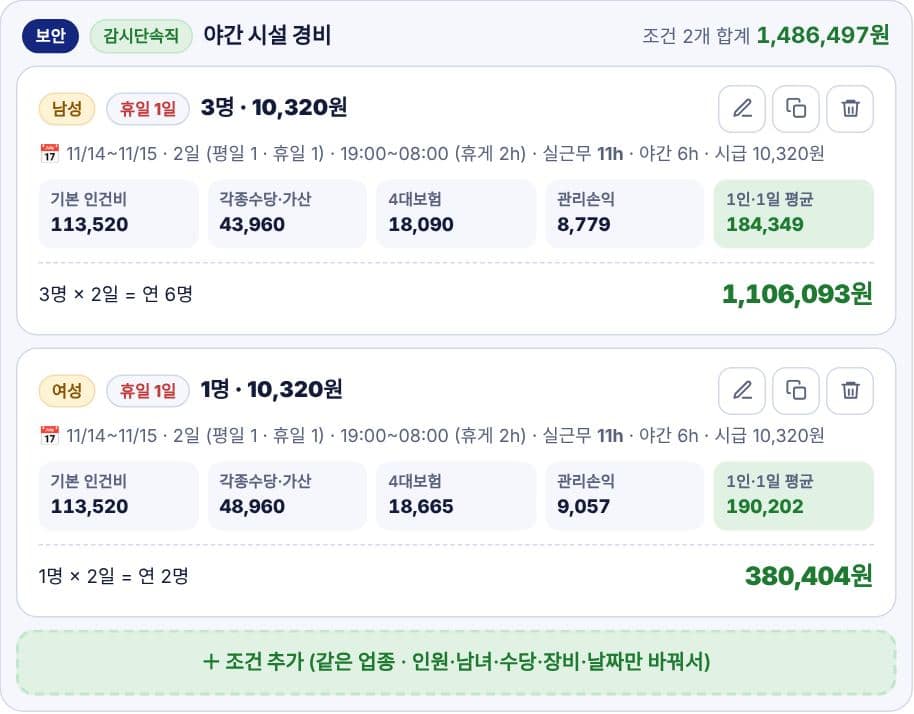 보안 감시단속직 야간 시설 경비 조건 2개 합계 1,486,497원
남성 휴일 1일 3명 · 10,320원
📅 11/14~11/15 · 2일 (평일 1 · 휴일 1) · 19:00~08:00 (휴게 2h) · 실근무 11h · 야간 6h · 시급 10,320원
기본 인건비 각종수당·가산 4대보험 관리손익 1인·1일 평균
113,520 43,960 18,090 8,779 184,349
3명 × 2일 = 연 6명 1,106,093원
여성 휴일 1일 1명 · 10,320원
📅 11/14~11/15 · 2일 (평일 1 · 휴일 1) · 19:00~08:00 (휴게 2h) · 실근무 11h · 야간 6h · 시급 10,320원
기본 인건비 각종수당·가산 4대보험 관리손익 1인·1일 평균
113,520 48,960 18,665 9,057 190,202
1명 × 2일 = 연 2명 380,404원
+ 조건 추가 (같은 업종 · 인원·남녀·수당·장비·날짜만 바꿔서)